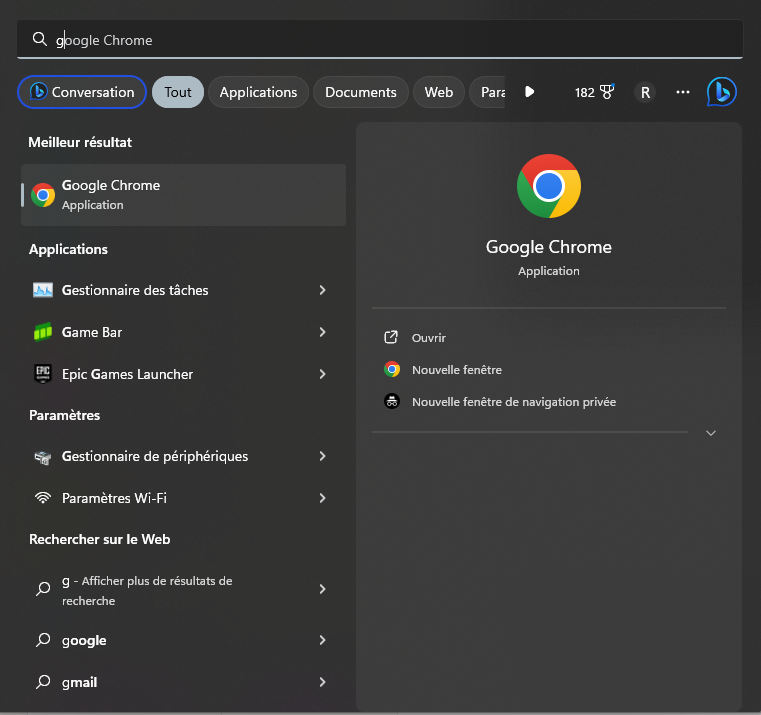 google Chrome
Conversation
Tout
Applications
Documents
Web
Para
182
R
Meilleur résultat
Google Chrome
Application
Applications
Gestionnaire des tâches
Game Bar
EPIC
GAMES
Epic Games Launcher
Paramètres
Gestionnaire de périphériques
Paramètres Wi-Fi
Rechercher sur le Web
g - Afficher plus de résultats de
recherche
google
gmail
Google Chrome
Application
Ouvrir
Nouvelle fenêtre
Nouvelle fenêtre de navigation privée